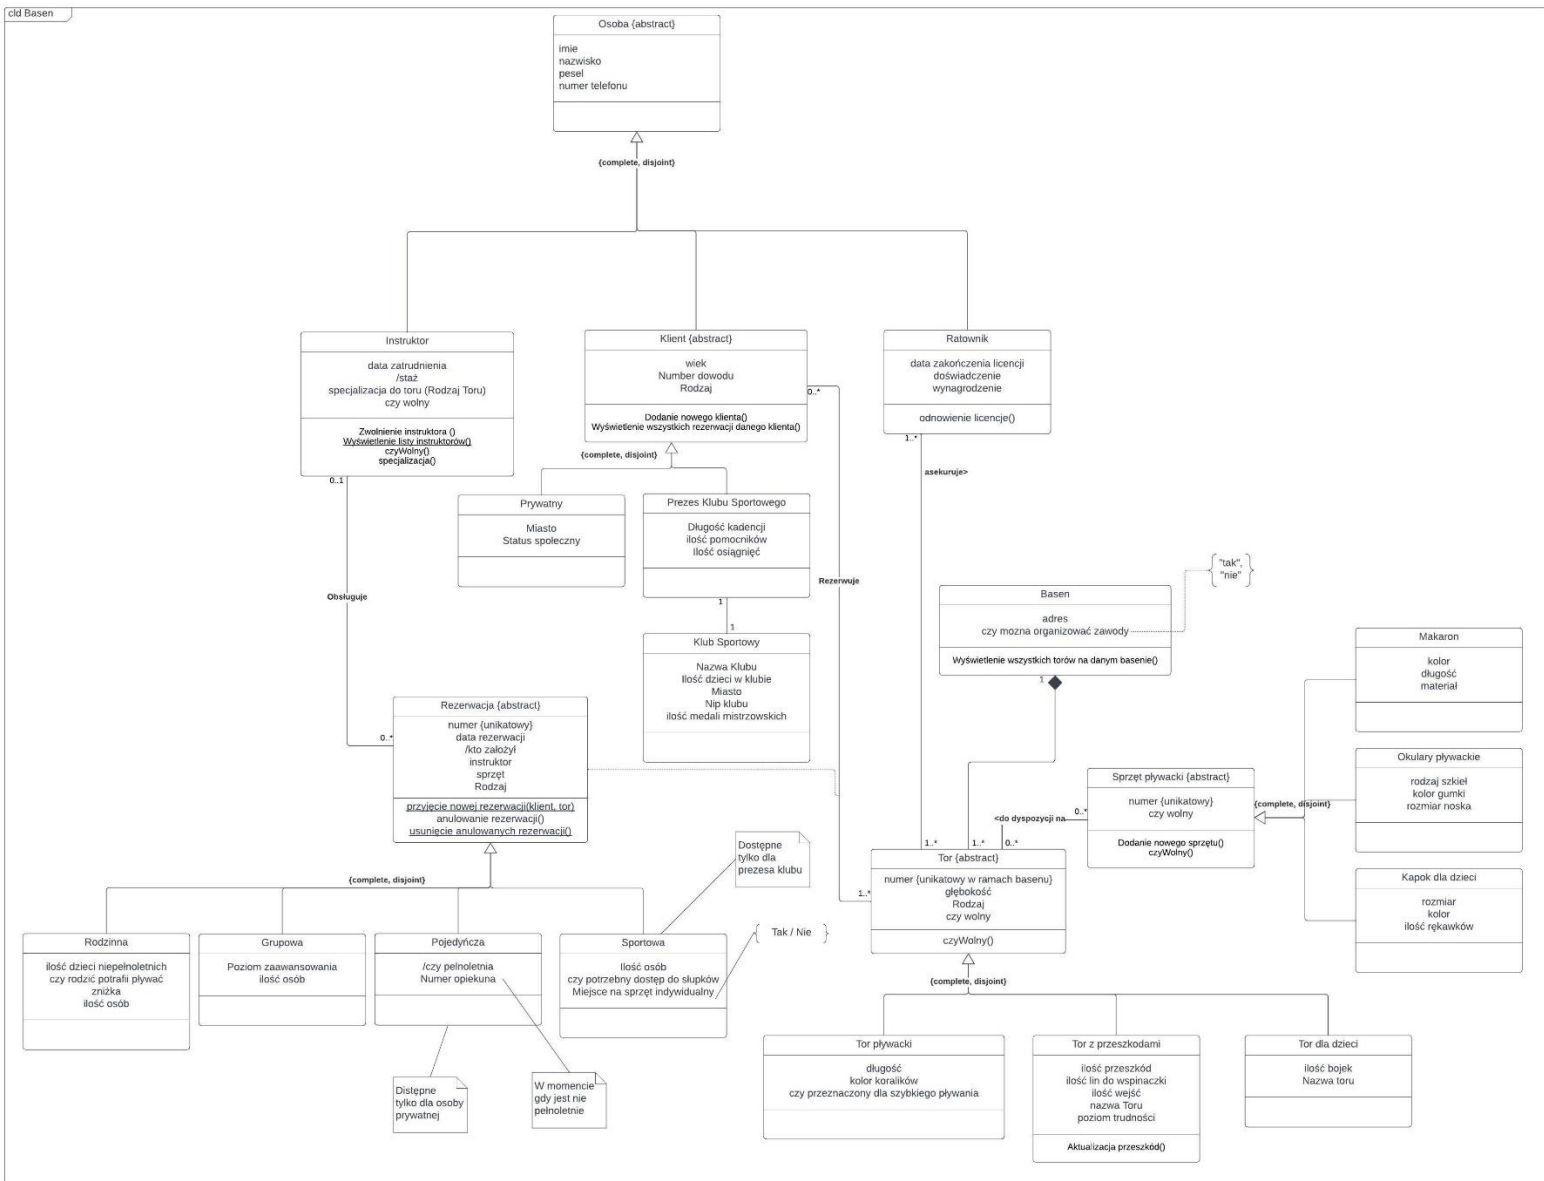 cld Basen
Osoba {abstract}
imie
nazwisko
pesel
numer telefonu
{complete, disjoint}
Instruktor
data zatrudnienia
/staż
specjalizacja do toru (Rodzaj Toru)
czy wolny
Zwolnienie instruktora ()
Wyświetlenie listy instruktorów()
czyWolny()
specjalizacja()
0..1
Klient {abstract}
wiek
Number dowodu
Rodzaj
Dodanie nowego klienta()
Wyświetlenie wszystkich rezerwacji danego klienta()
0..*
{complete, disjoint}
Ratownik
data zakończenia licencji
doświadczenie
wynagrodzenie
odnowienie licencje()
1..*
asekuruje>
Prywatny
Miasto
Status społeczny
Prezes Klubu Sportowego
Długość kadencji
ilość pomocników
Ilość osiągnięć
1
1
Klub Sportowy
Nazwa Klubu
Ilość dzieci w klubie
Miasto
Nip klubu
ilość medali mistrzowskich
Obsługuje
Rezerwuje
"tak",
"nie"
Basen
adres
czy mozna organizować zawody
Wyświetlenie wszystkich torów na danym basenie()
1
Makaron
kolor
długość
materiał
Rezerwacja {abstract}
numer {unikatowy}
data rezerwacji
/kto założył
instruktor
sprzęt
Rodzaj
przyjęcie nowej rezerwacji(klient, tor)
anulowanie rezerwacji()
usunięcie anulowanych rezerwacji()
0..*
Okulary pływackie
rodzaj szkieł
kolor gumki
rozmiar noska
Sprzęt pływacki {abstract}
numer {unikatowy}
czy wolny
Dodanie nowego sprzętu()
czyWolny()
{complete, disjoint}
0..*
<do dyspozycji na
1..*
1..*
0..*
Tor {abstract}
numer {unikatowy w ramach basenu}
głębokość
Rodzaj
czy wolny
czyWolny()
1..*
Kapok dla dzieci
rozmiar
kolor
ilość rękawków
{complete, disjoint}
Dostępne
tylko dla
prezesa klubu
Tak / Nie
Rodzinna
ilość dzieci niepełnoletnich
czy rodzić potrafii pływać
zniżka
ilość osób
Grupowa
Poziom zaawansowania
ilość osób
Pojedyńcza
/czy pelnoletnia
Numer opiekuna
Sportowa
Ilość osób
czy potrzebny dostęp do słupków
Miejsce na sprzęt indywidualny
{complete, disjoint}
Tor pływacki
długość
kolor koralików
czy przeznaczony dla szybkiego pływania
Tor z przeszkodami
ilość przeszkód
ilość lin do wspinaczki
ilość wejść
nazwa Toru
poziom trudności
Aktualizacja przeszkód()
Tor dla dzieci
ilość bojek
Nazwa toru
Distępne
tylko dla osoby
prywatnej
W momencie
gdy jest nie
pełnoletnie